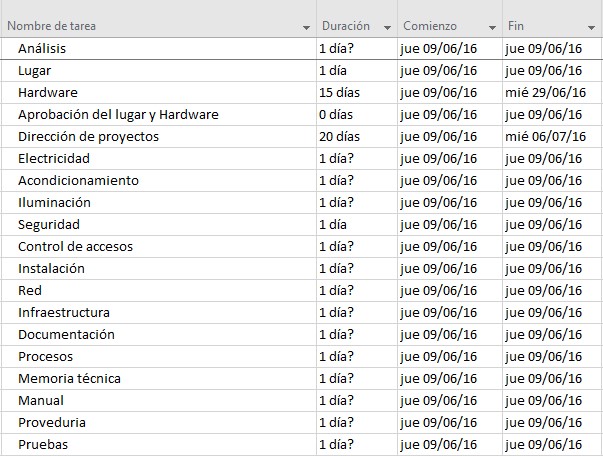 Nombre de tarea Duración Comienzo Fin
Análisis 1 día? jue 09/06/16 jue 09/06/16
Lugar 1 día jue 09/06/16 jue 09/06/16
Hardware 15 días jue 09/06/16 mié 29/06/16
Aprobación del lugar y Hardware 0 días jue 09/06/16 jue 09/06/16
Dirección de proyectos 20 días jue 09/06/16 mié 06/07/16
Electricidad 1 día? jue 09/06/16 jue 09/06/16
Acondicionamiento 1 día? jue 09/06/16 jue 09/06/16
Iluminación 1 día? jue 09/06/16 jue 09/06/16
Seguridad 1 día jue 09/06/16 jue 09/06/16
Control de accesos 1 día? jue 09/06/16 jue 09/06/16
Instalación 1 día? jue 09/06/16 jue 09/06/16
Red 1 día? jue 09/06/16 jue 09/06/16
Infraestructura 1 día? jue 09/06/16 jue 09/06/16
Documentación 1 día? jue 09/06/16 jue 09/06/16
Procesos 1 día? jue 09/06/16 jue 09/06/16
Memoria técnica 1 día? jue 09/06/16 jue 09/06/16
Manual 1 día? jue 09/06/16 jue 09/06/16
Proveduria 1 día? jue 09/06/16 jue 09/06/16
Pruebas 1 día? jue 09/06/16 jue 09/06/16